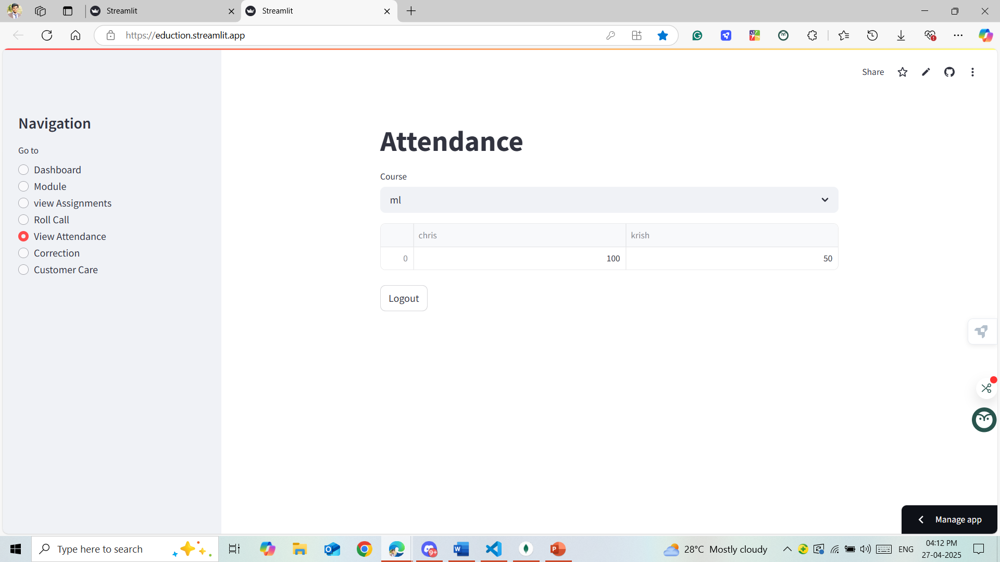 Streamlit
Streamlit
https://eduction.streamlit.app
Share
Navigation
Go to
Dashboard
Module
view Assignments
Roll Call
View Attendance
Correction
Customer Care
Attendance
Course
ml
chris krish
0 100 50
Logout
Manage app
Type here to search
9+
28°C Mostly cloudy
ENG
04:12 PM
27-04-2025